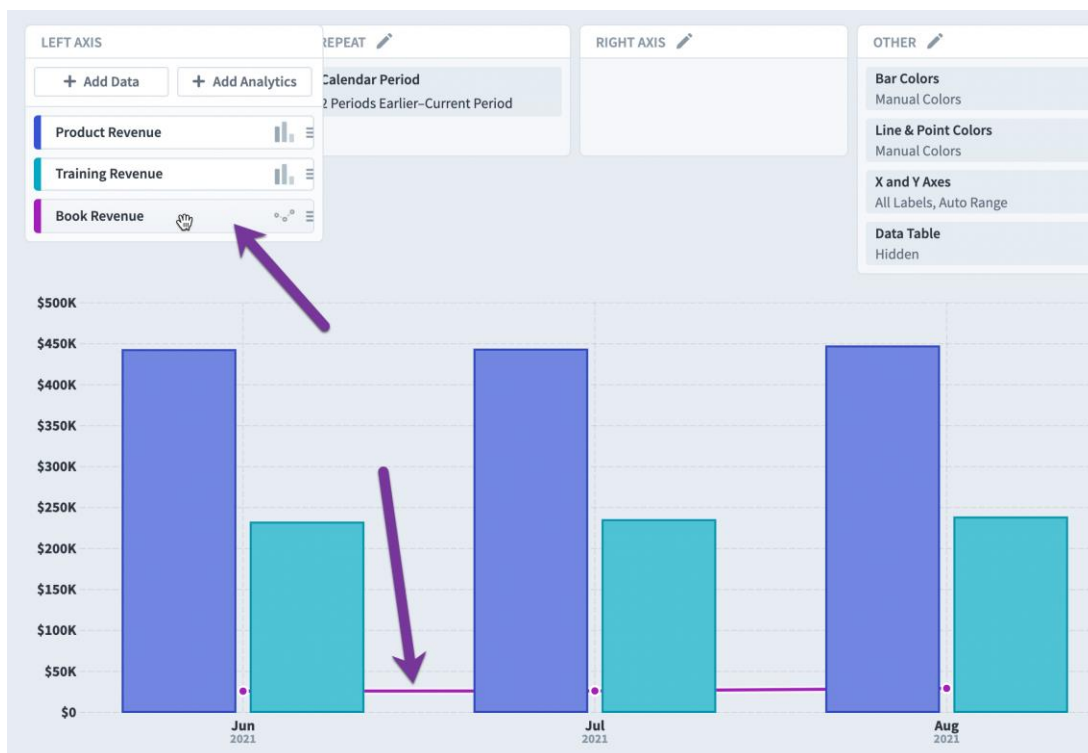 LEFT AXIS
+ Add Data
+ Add Analytics
Product Revenue
Training Revenue
Book Revenue
REPEAT
Calendar Period
2 Periods Earlier–Current Period
RIGHT AXIS
OTHER
Bar Colors
Manual Colors
Line & Point Colors
Manual Colors
X and Y Axes
All Labels, Auto Range
Data Table
Hidden
$500K
$450K
$400K
$350K
$300K
$250K
$200K
$150K
$100K
$50K
$0
Jun
2021
Jul
2021
Aug
2021